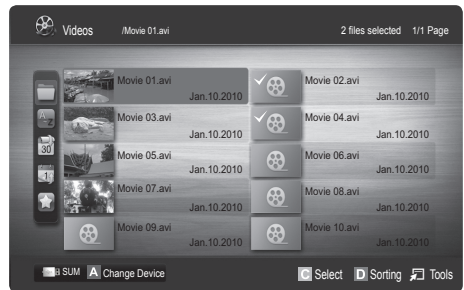 Videos /Movie 01.avi 2 files selected 1/1 Page
Movie 01.avi Movie 02.avi
Jan.10.2010 Jan.10.2010
Movie 03.avi Movie 04.avi
Jan.10.2010 Jan.10.2010
Movie 05.avi Movie 06.avi
Jan.10.2010 Jan.10.2010
Movie 07.avi Movie 08.avi
Jan.10.2010 Jan.10.2010
Movie 09.avi Movie 10.avi
Jan.10.2010 Jan.10.2010
SUM A Change Device C Select D Sorting Tools